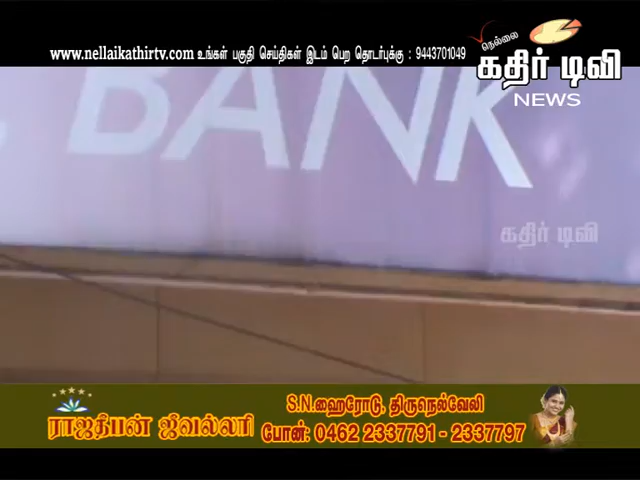 www.nellaikathirtv.com உங்கள் பகுதி செய்திகள் இடம் பெற தொடர்புக்கு : 9443701049
நெல்லை
கதிர் டிவி
NEWS
BANK
கதிர் டிவி
S.N.ஹைரோடு, திருநெல்வேலி
ராஜதீபன் ஜிவல்லரி
போன்: 0462 2337791 - 2337797